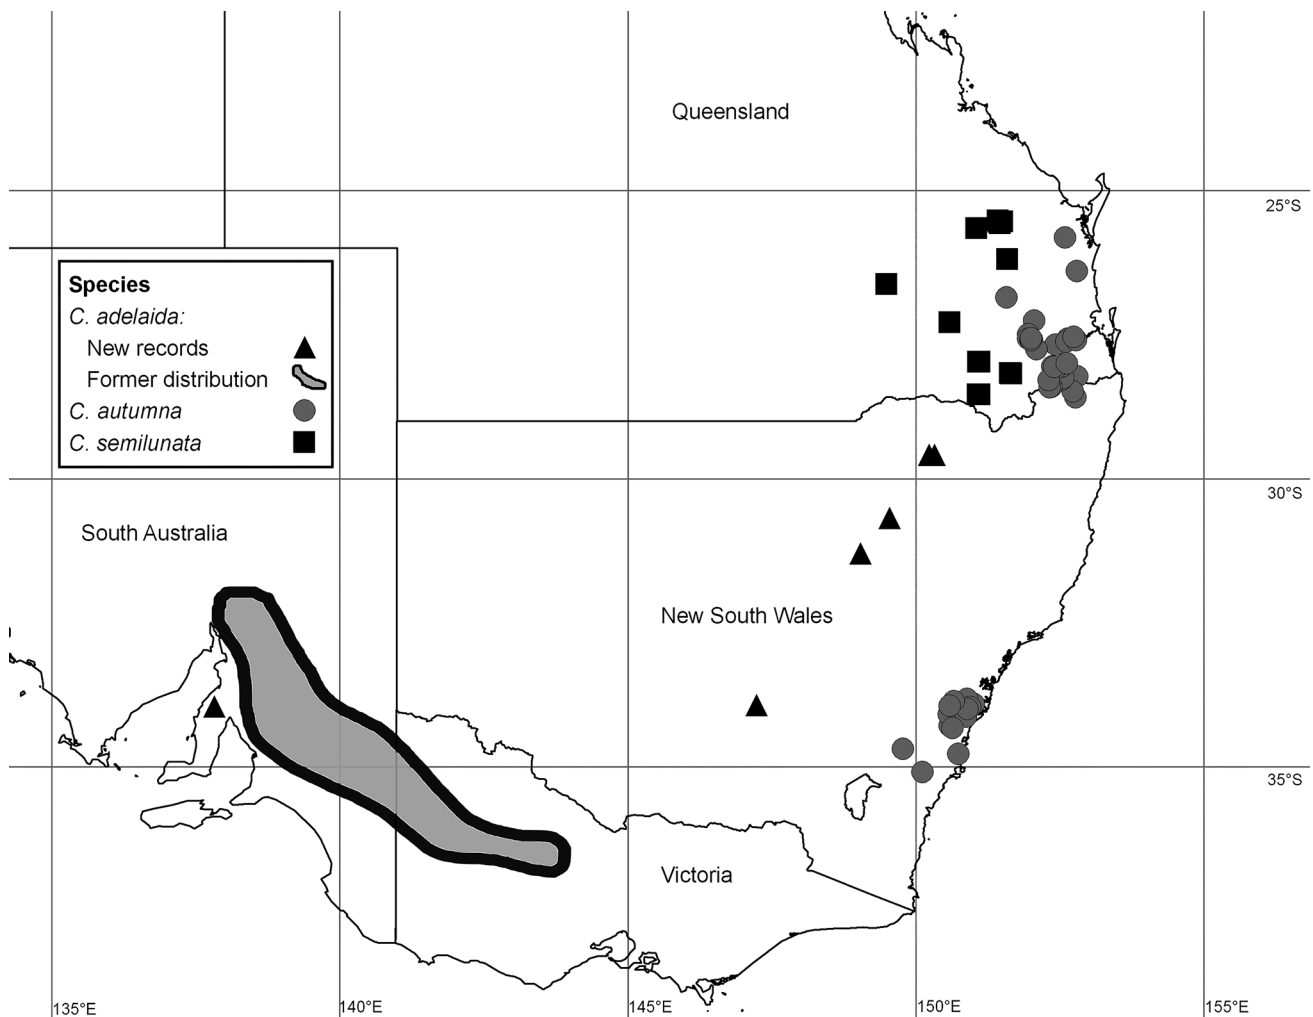 Queensland
25°S
Species
C. adelaida:
New records
Former distribution
C. autumna
C. semilunata
30°S
South Australia
New South Wales
35°S
Victoria
135°E
140°E
145°E
150°E
155°E